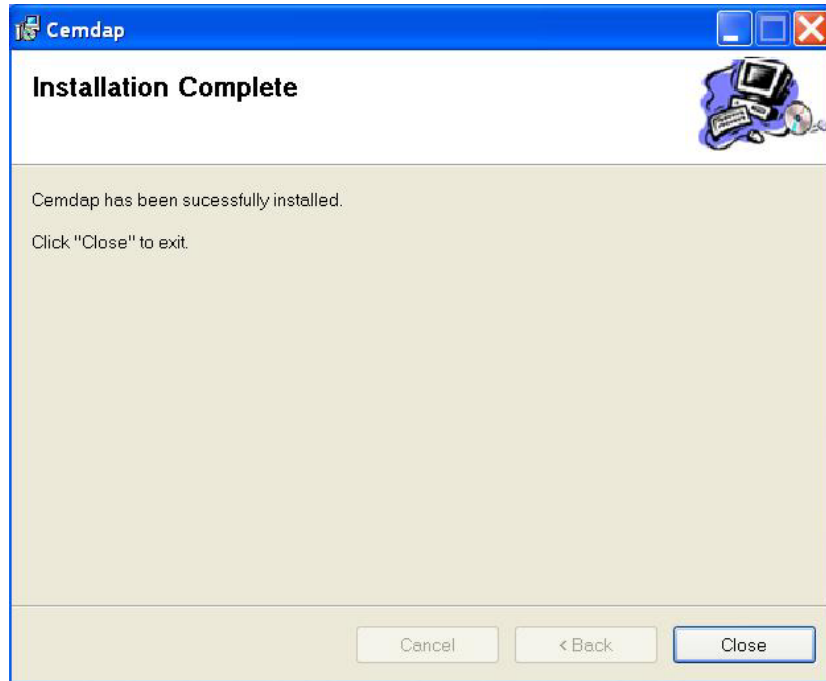 Cemdap
Installation Complete
Cemdap has been sucessfully installed.
Click "Close" to exit.
Cancel
< Back
Close